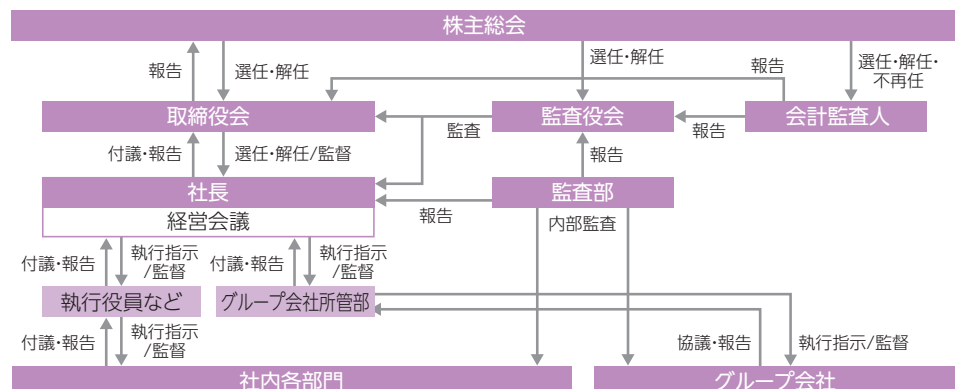 株主総会
報告
選任・解任
選任・解任
報告
選任・解任・
不再任
取締役会
監査
監査役会
報告
会計監査人
付議・報告
選任・解任/監督
報告
社長
監査部
経営会議
報告
内部監査
付議・報告
執行指示
/監督
付議・報告
執行指示
/監督
執行役員など
グループ会社所管部
付議・報告
執行指示
/監督
協議・報告
執行指示/監督
社内各部門
グループ会社